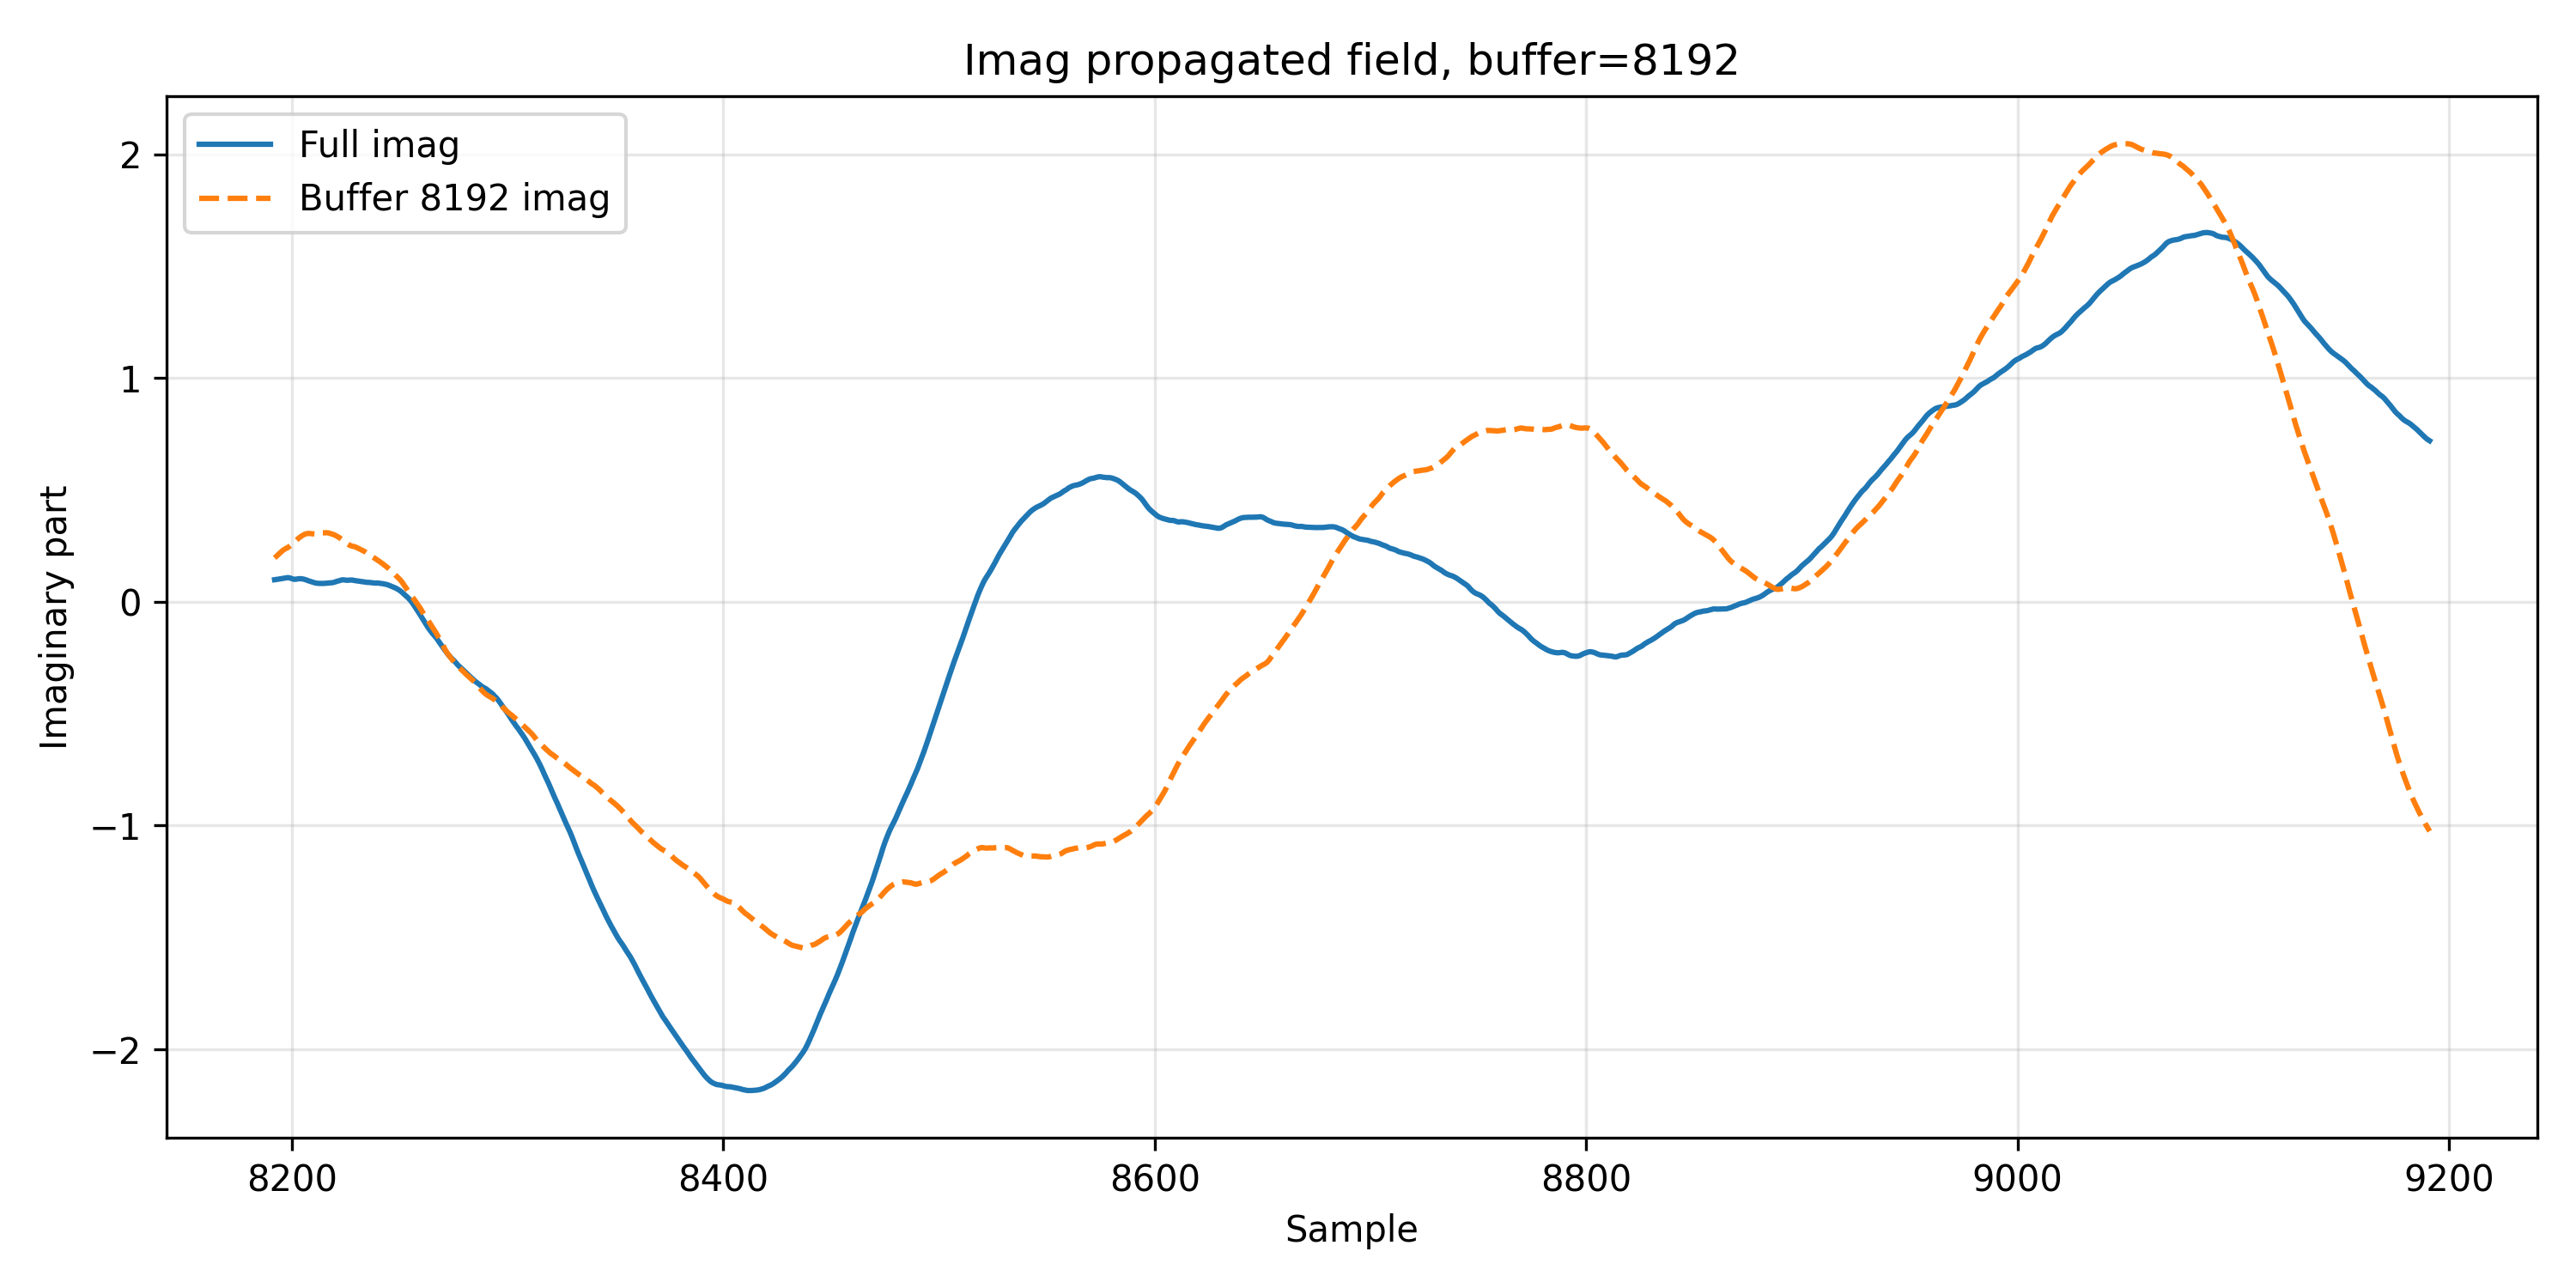 Imag propagated field, buffer=8192
Full imag
Buffer 8192 imag
Imaginary part
2
1
0
−1
−2
8200 8400 8600 8800 9000 9200
Sample